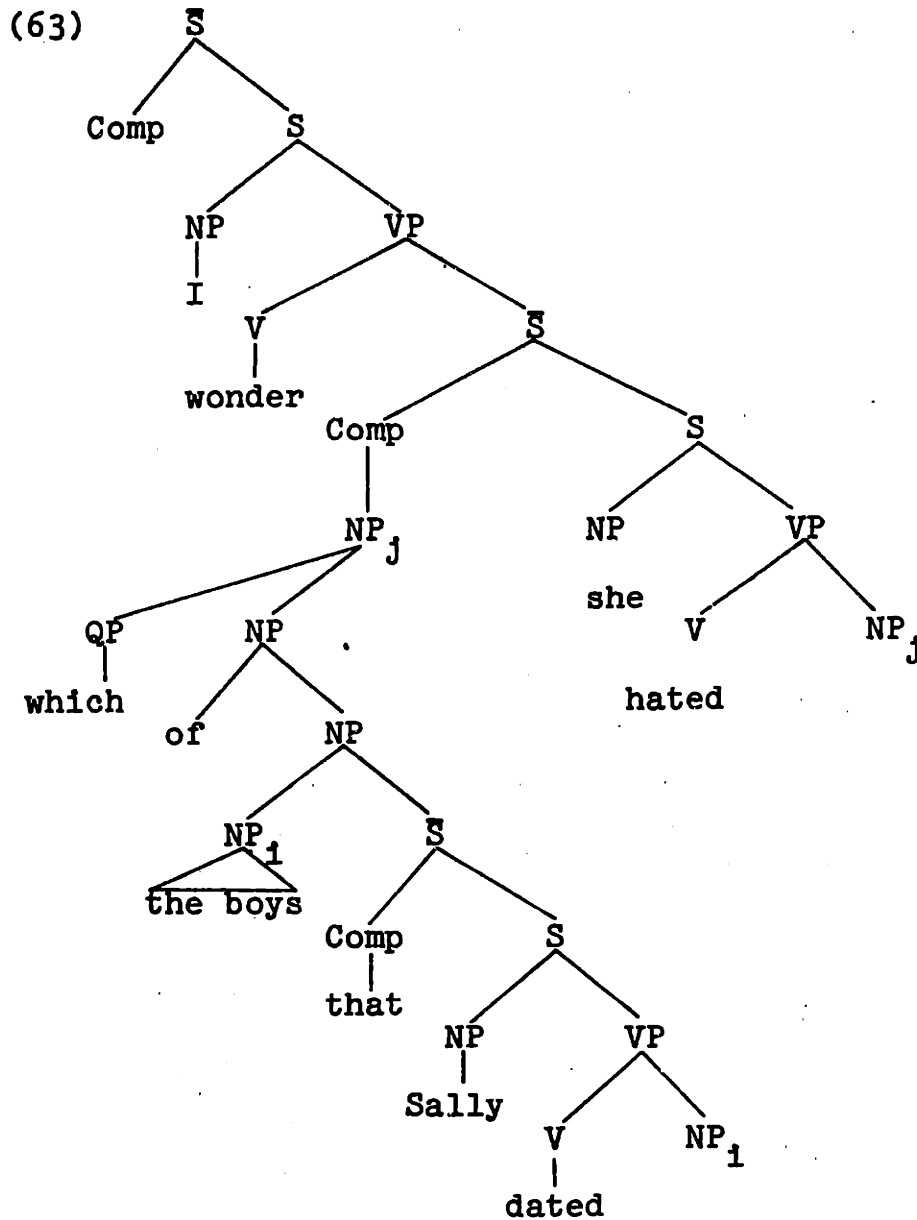 (63)
S̄
Comp S
NP VP
I
V S̄
wonder
Comp S
NP_j NP VP
she
QP NP V NP_j
which hated
of NP
NP_i S̄
the boys
Comp S
that
NP VP
Sally
V NP_i
dated